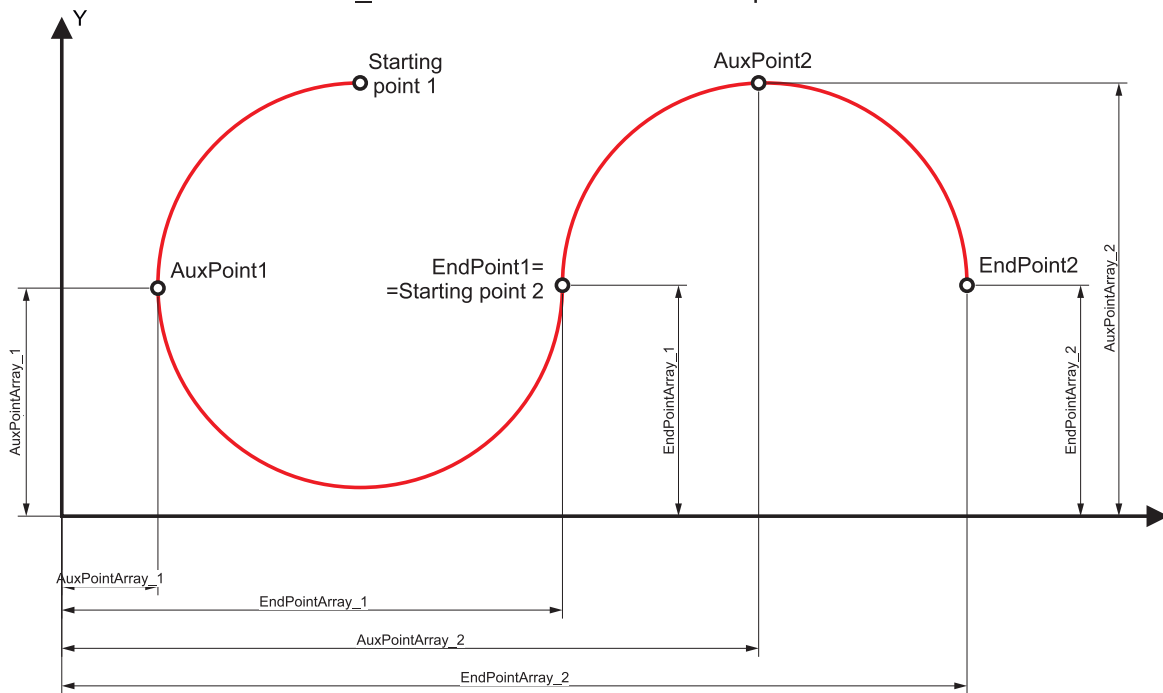 Y
Starting
point 1
AuxPoint2
AuxPoint1
EndPoint1=
=Starting point 2
EndPoint2
AuxPointArray_1
EndPointArray_1
EndPointArray_2
AuxPointArray_2
AuxPointArray_1
EndPointArray_1
AuxPointArray_2
EndPointArray_2